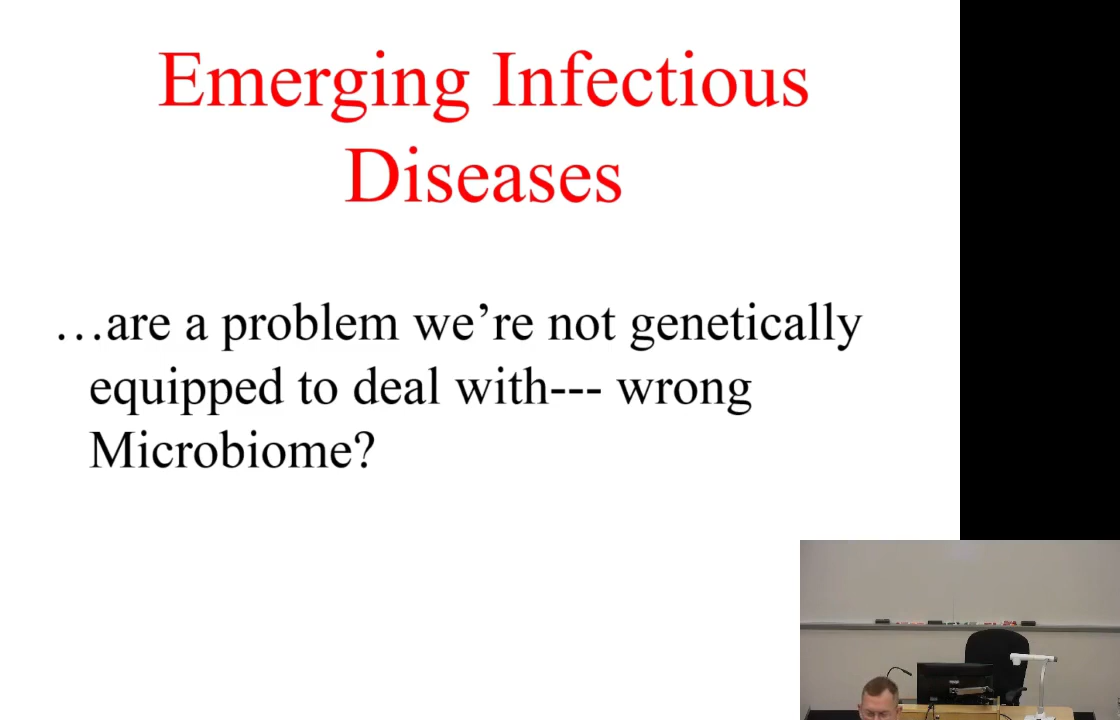 Emerging Infectious
Diseases
…are a problem we’re not genetically
equipped to deal with--- wrong
Microbiome?